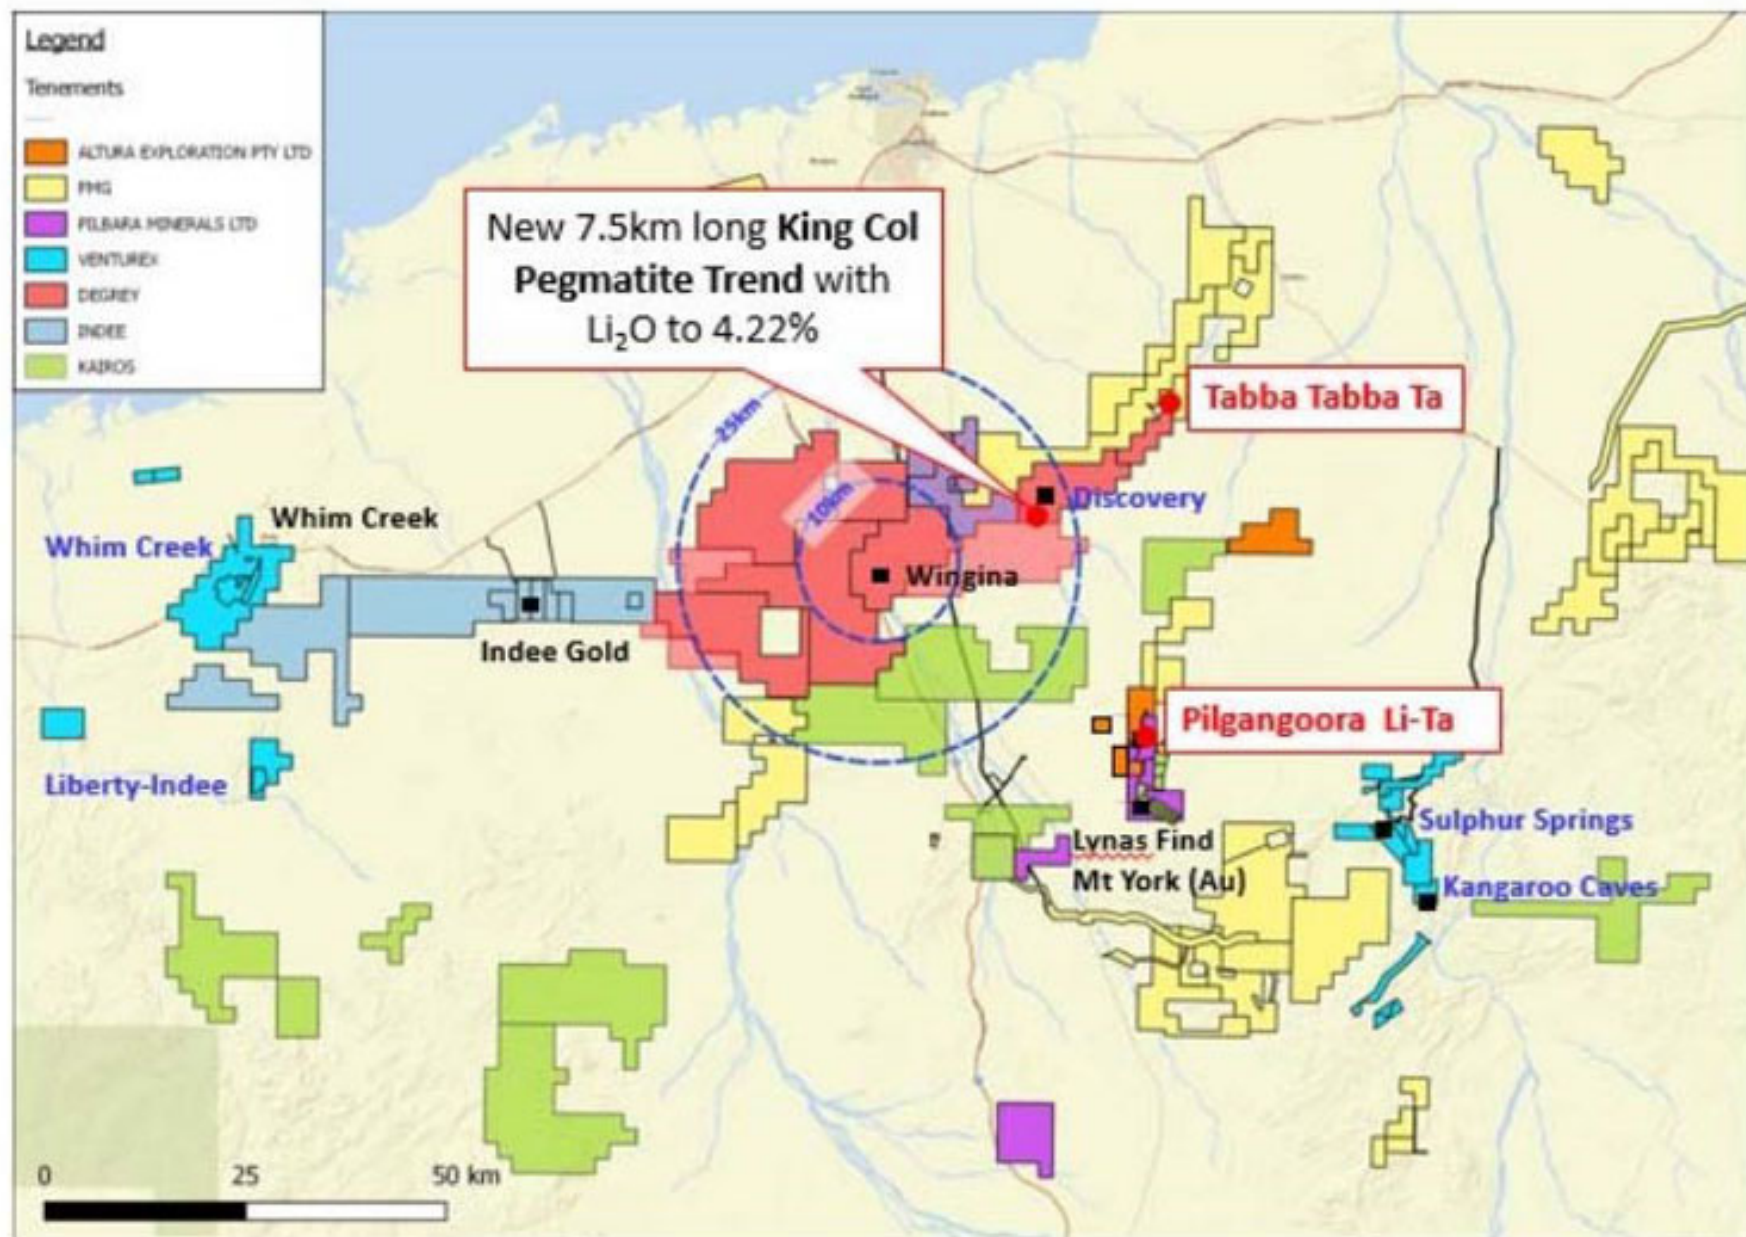 Legend
Tenements
ALTURA EXPLORATION PTY LTD
FMG
PILBARA MINERALS LTD
VENTUREX
DEGREY
INDEE
KAIROS
New 7.5km long King Col
Pegmatite Trend with
Li₂O to 4.22%
Tabba Tabba Ta
25km
10km
Discovery
Whim Creek
Whim Creek
Wingina
Indee Gold
Pilgangoora Li-Ta
Liberty-Indee
Sulphur Springs
Lynas Find
Mt York (Au)
Kangaroo Caves
0 25 50 km